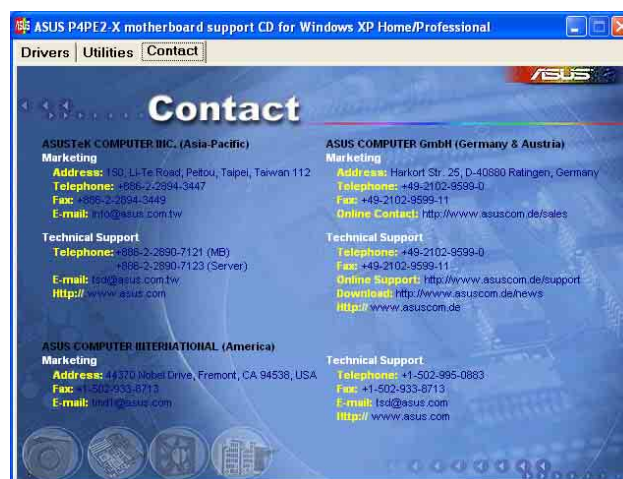 ASUS P4PE2-X motherboard support CD for Windows XP Home/Professional
Drivers Utilities Contact
ASUS
Contact
ASUSTeK COMPUTER INC. (Asia-Pacific)
Marketing
Address: 150, Li-Te Road, Peitou, Taipei, Taiwan 112
Telephone: +886-2-2894-3447
Fax: +886-2-2894-3449
E-mail: info@asus.com.tw
Technical Support
Telephone: +886-2-2890-7121 (MB)
+886-2-2890-7123 (Server)
E-mail: tsd@asus.com.tw
Http:// www.asus.com
ASUS COMPUTER GmbH (Germany & Austria)
Marketing
Address: Harkort Str. 25, D-40880 Ratingen, Germany
Telephone: +49-2102-9599-0
Fax: +49-2102-9599-11
Online Contact: http://www.asuscom.de/sales
Technical Support
Telephone: +49-2102-9599-0
Fax: +49-2102-9599-11
Online Support: http://www.asuscom.de/support
Download: http://www.asuscom.de/news
Http:// www.asuscom.de
ASUS COMPUTER INTERNATIONAL (America)
Marketing
Address: 44370 Nobel Drive, Fremont, CA 94538, USA
Fax: +1-502-933-8713
E-mail: tmd1@asus.com
Technical Support
Telephone: +1-502-995-0883
Fax: +1-502-933-8713
E-mail: tsd@asus.com
Http:// www.asus.com